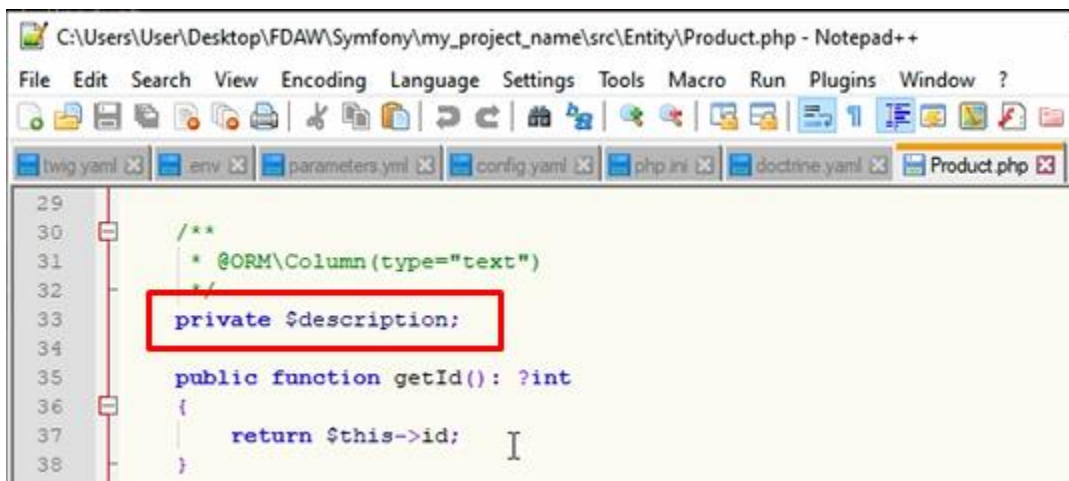 C:\Users\User\Desktop\FDAW\Symfony\my_project_name\src\Entity\Product.php - Notepad++
File Edit Search View Encoding Language Settings Tools Macro Run Plugins Window ?
twig.yaml env parameters.yml config.yaml php.ini doctrine.yaml Product.php
29
30 /**
31 * @ORM\Column(type="text")
32 */
33 private $description;
34
35 public function getId(): ?int
36 {
37 return $this->id;
38 }